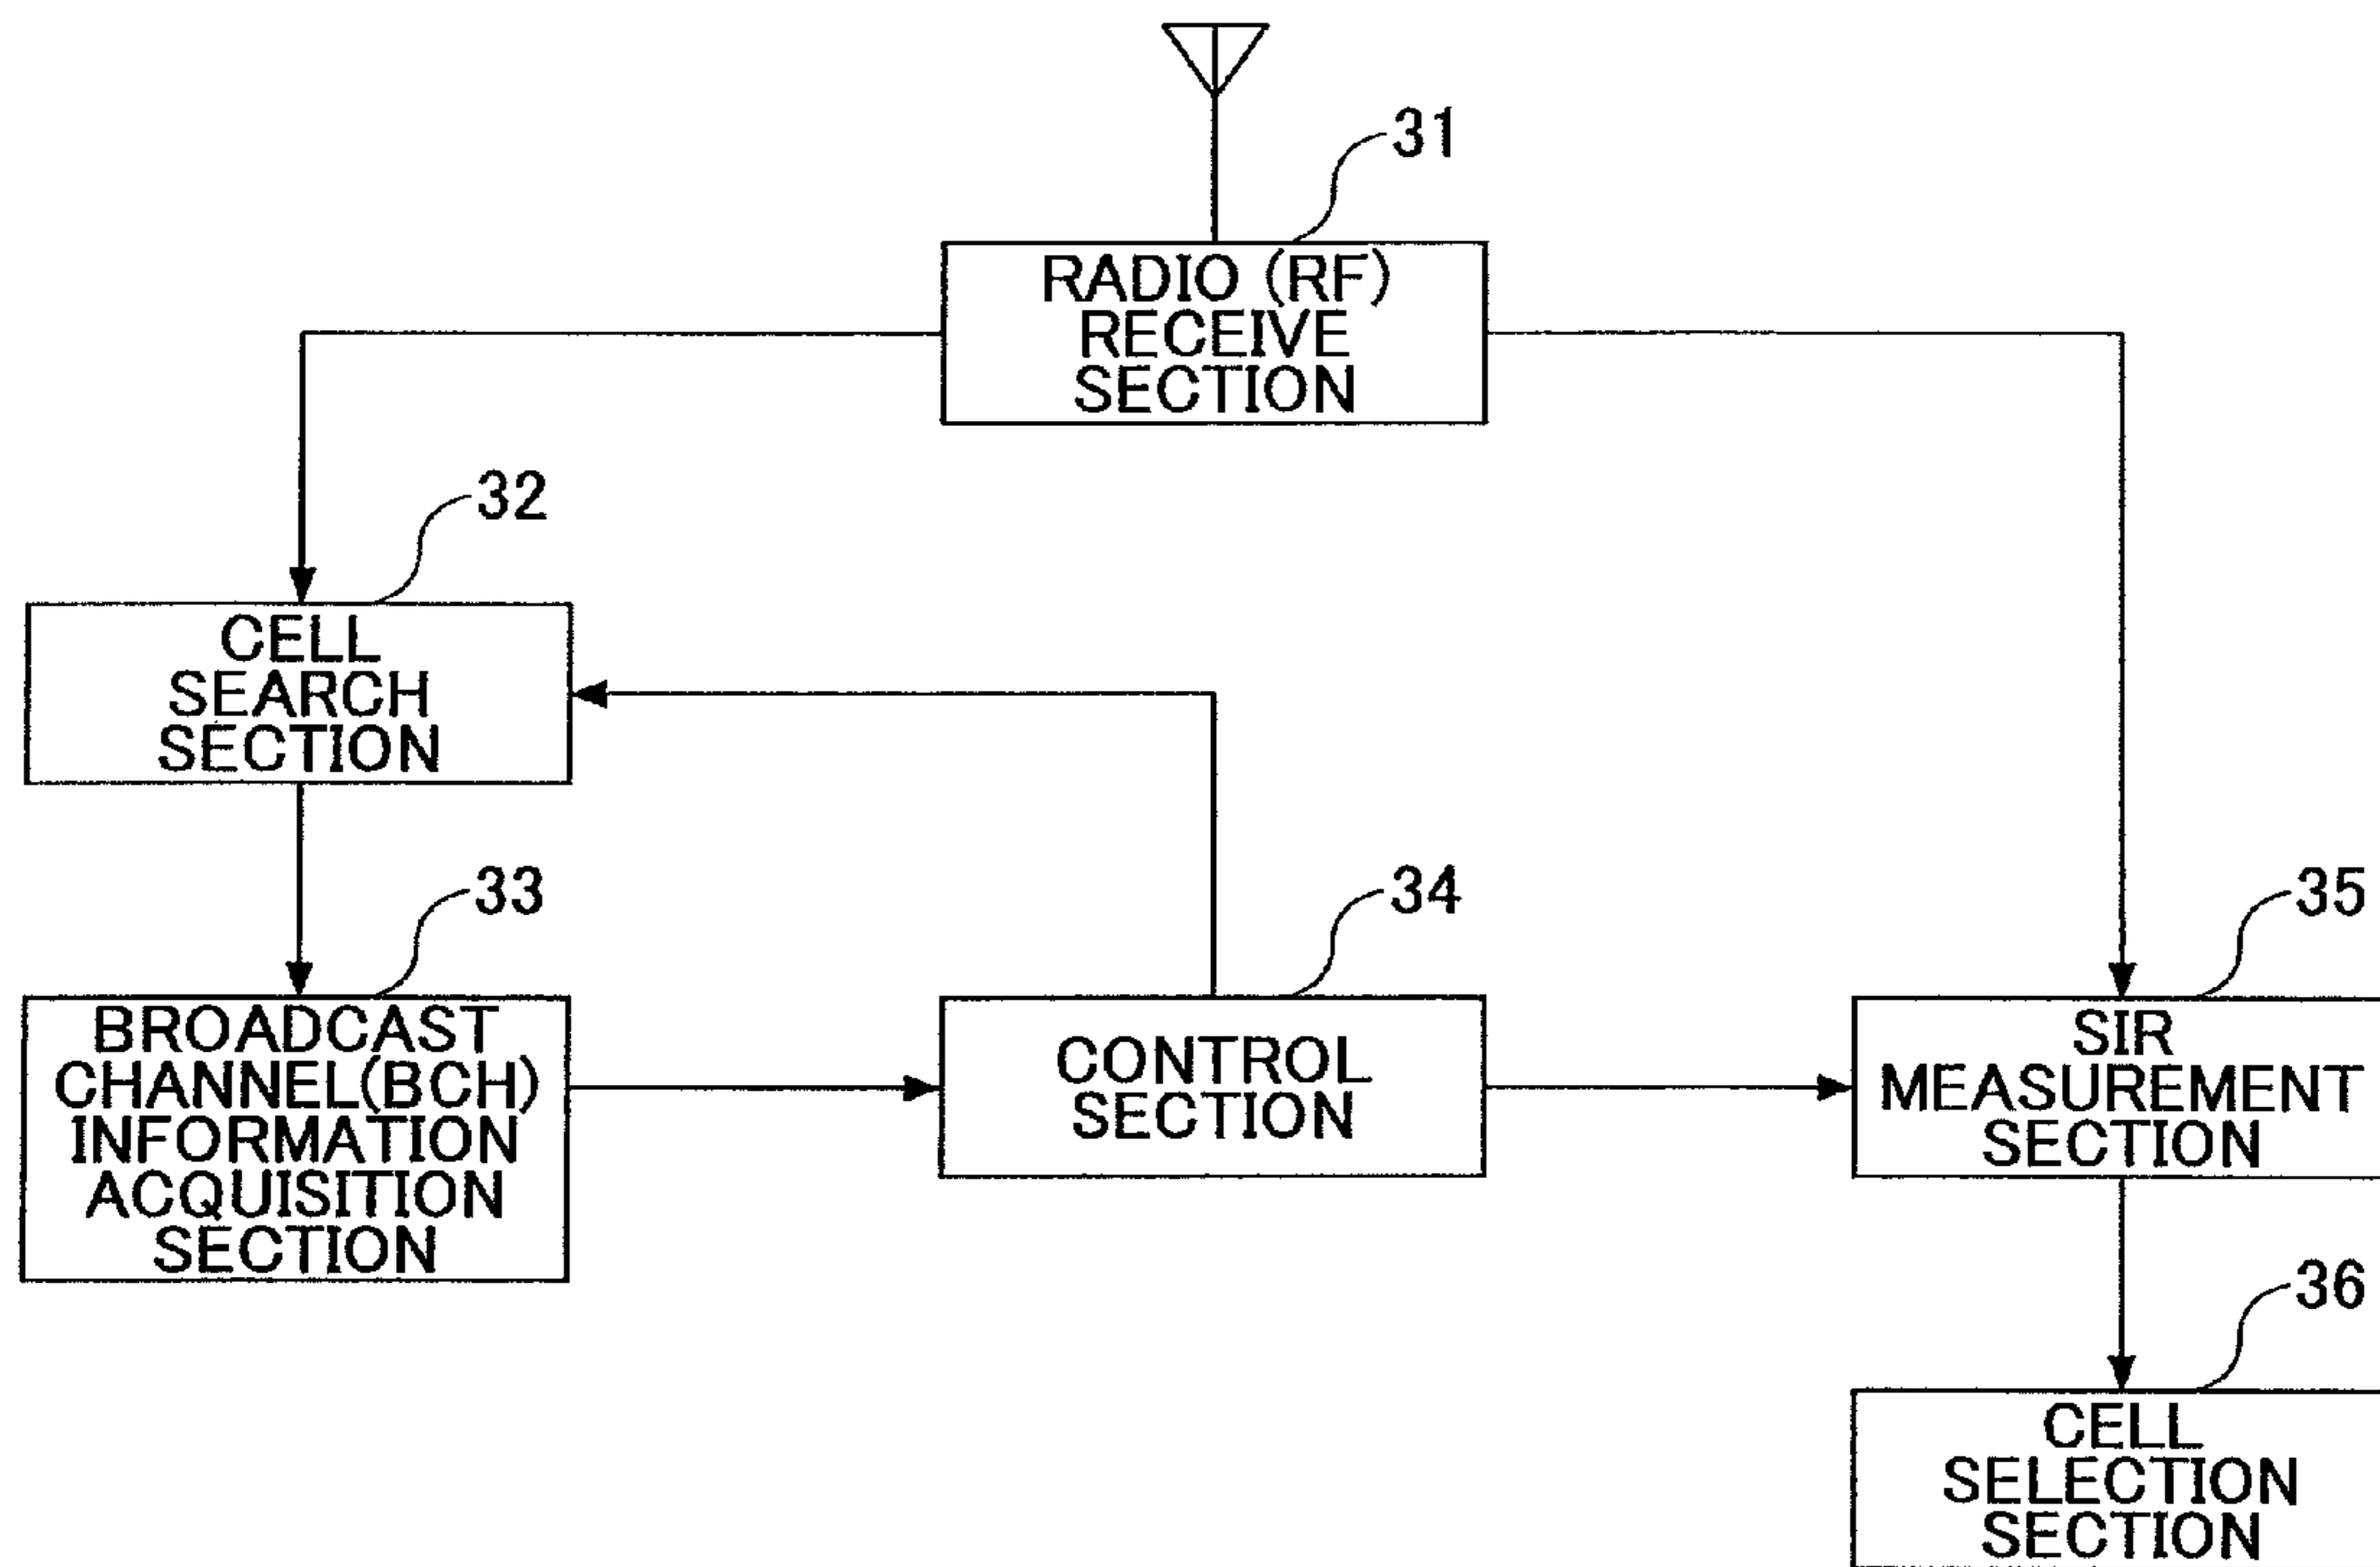 31
RADIO (RF)
RECEIVE
SECTION
32
CELL
SEARCH
SECTION
33
BROADCAST
CHANNEL(BCH)
INFORMATION
ACQUISITION
SECTION
34
CONTROL
SECTION
35
SIR
MEASUREMENT
SECTION
36
CELL
SELECTION
SECTION